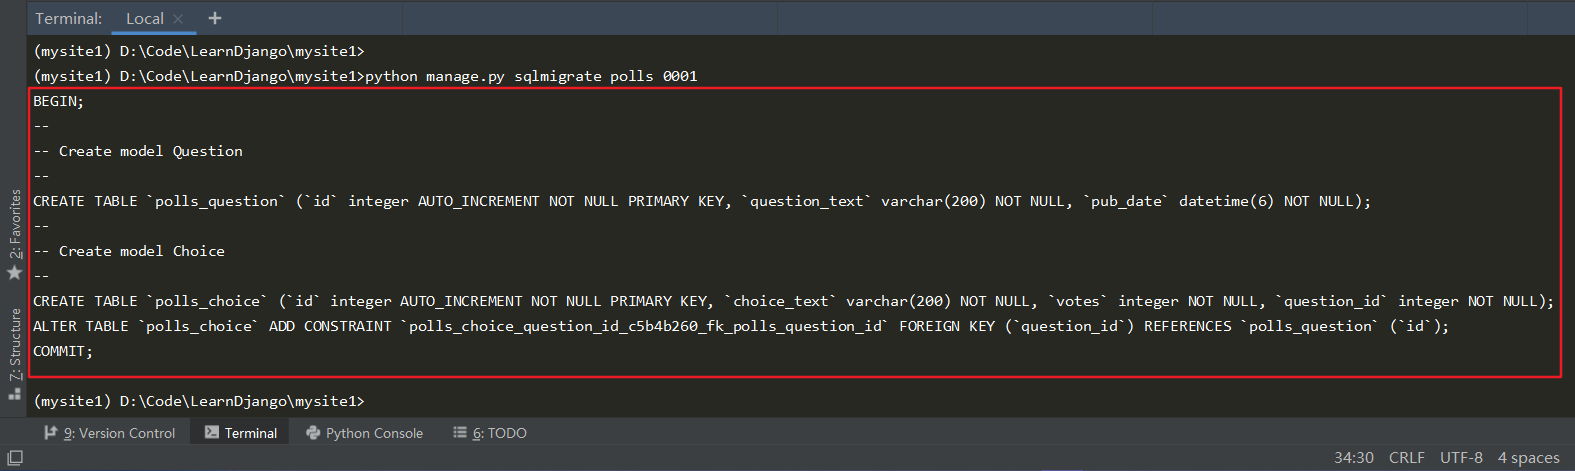 Terminal: Local × +
(mysite1) D:\Code\LearnDjango\mysite1>
(mysite1) D:\Code\LearnDjango\mysite1>python manage.py sqlmigrate polls 0001
BEGIN;
--
-- Create model Question
--
CREATE TABLE `polls_question` (`id` integer AUTO_INCREMENT NOT NULL PRIMARY KEY, `question_text` varchar(200) NOT NULL, `pub_date` datetime(6) NOT NULL);
--
-- Create model Choice
--
CREATE TABLE `polls_choice` (`id` integer AUTO_INCREMENT NOT NULL PRIMARY KEY, `choice_text` varchar(200) NOT NULL, `votes` integer NOT NULL, `question_id` integer NOT NULL);
ALTER TABLE `polls_choice` ADD CONSTRAINT `polls_choice_question_id_c5b4b260_fk_polls_question_id` FOREIGN KEY (`question_id`) REFERENCES `polls_question` (`id`);
COMMIT;
(mysite1) D:\Code\LearnDjango\mysite1>
2: Favorites
Z: Structure
9: Version Control Terminal Python Console 6: TODO
34:30 CRLF UTF-8 4 spaces